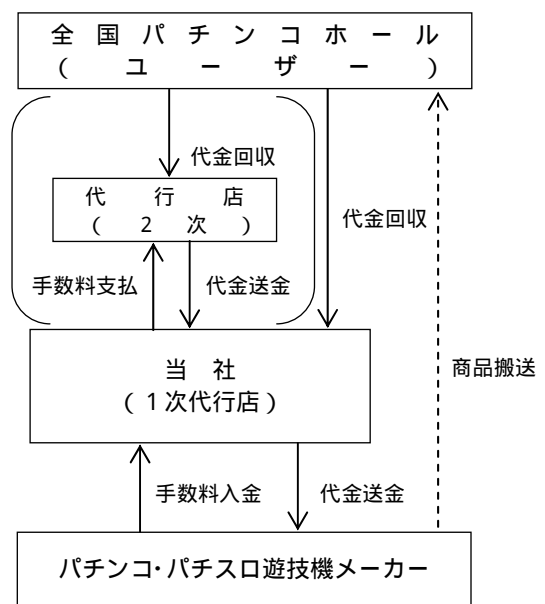 全国パチンコホール
(ユーザー)
代金回収
代行店
(2次)
代金回収
手数料支払
代金送金
当社
(1次代行店)
商品搬送
手数料入金
代金送金
パチンコ・パチスロ遊技機メーカー